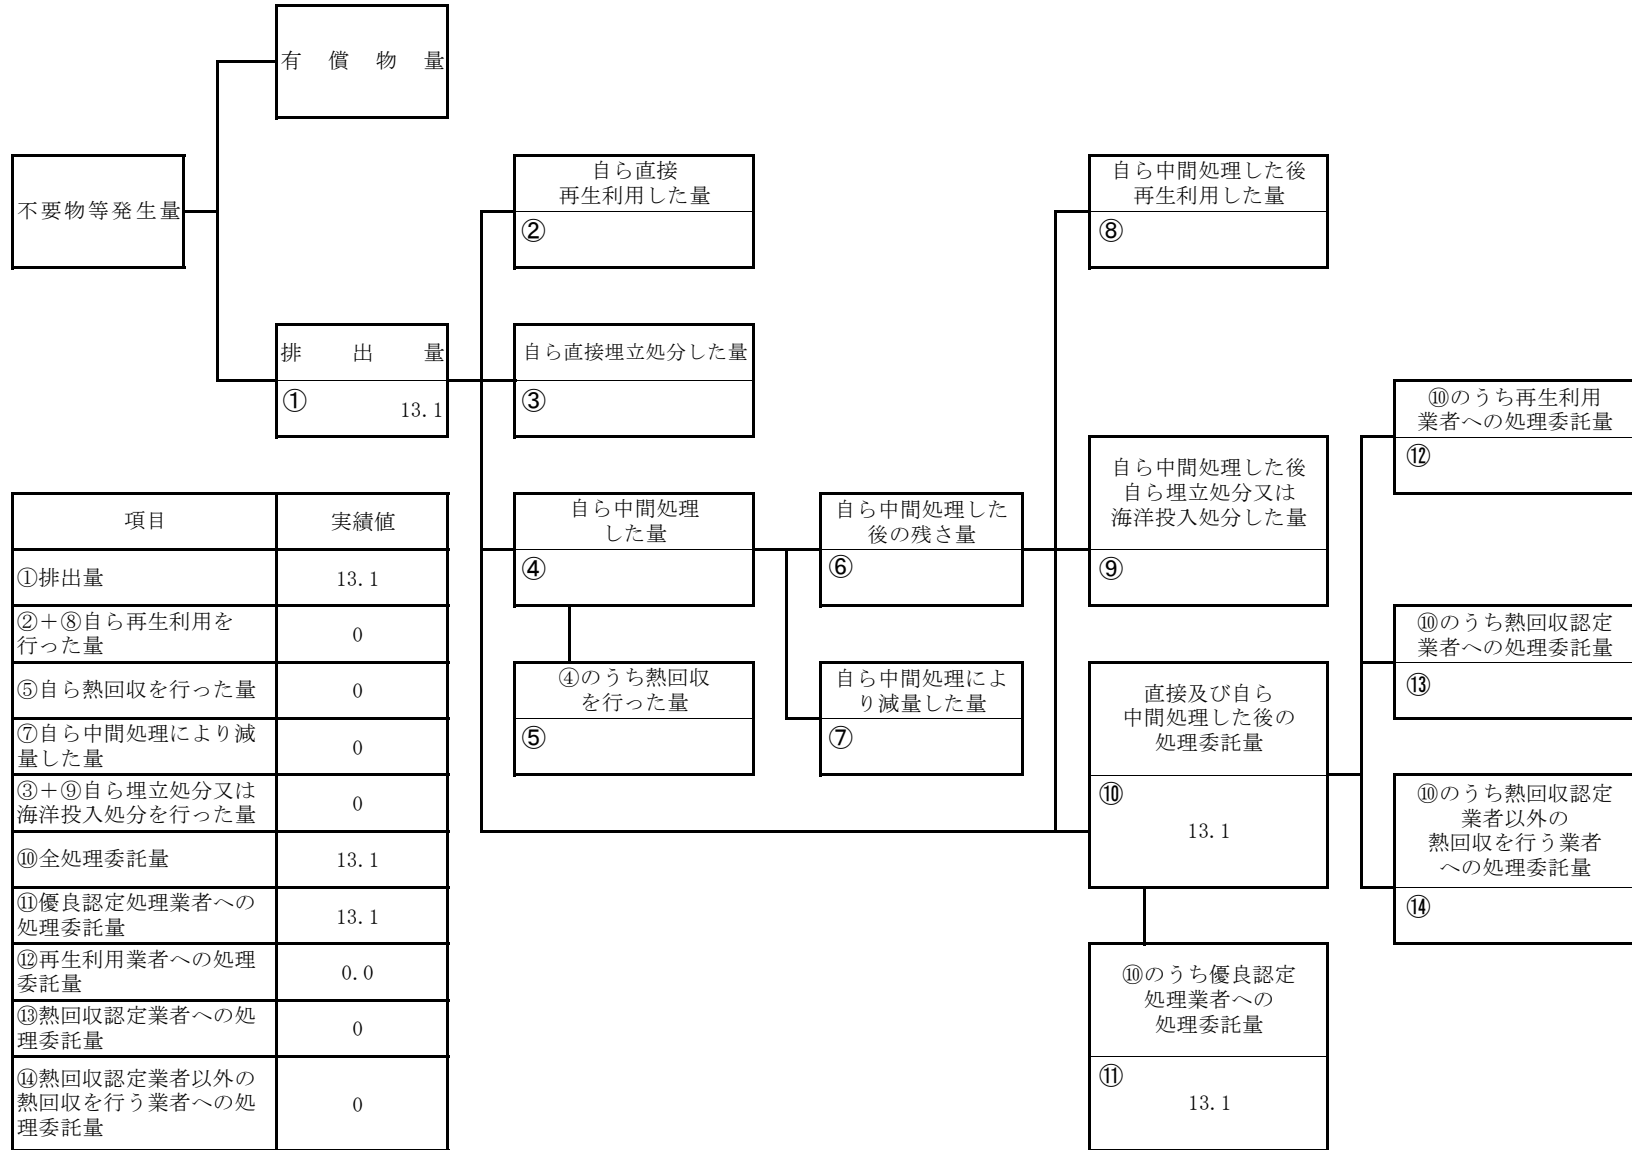 有償物量
不要物等発生量
自ら直接
再生利用した量
②
自ら中間処理した後
再生利用した量
⑧
排出量
①
13.1
自ら直接埋立処分した量
③
⑩のうち再生利用
業者への処理委託量
⑫
自ら中間処理した後
自ら埋立処分又は
海洋投入処分した量
⑨
自ら中間処理
した量
④
自ら中間処理した
後の残さ量
⑥
④のうち熱回収
を行った量
⑤
自ら中間処理によ
り減量した量
⑦
⑩のうち熱回収認定
業者への処理委託量
⑬
直接及び自ら
中間処理した後の
処理委託量
⑩
13.1
⑩のうち熱回収認定
業者以外の
熱回収を行う業者
への処理委託量
⑭
⑩のうち優良認定
処理業者への
処理委託量
⑪
13.1
項目 実績値
①排出量 13.1
②+⑧自ら再生利用を
行った量 0
⑤自ら熱回収を行った量 0
⑦自ら中間処理により減
量した量 0
③+⑨自ら埋立処分又は
海洋投入処分を行った量 0
⑩全処理委託量 13.1
⑪優良認定処理業者への
処理委託量 13.1
⑫再生利用業者への処理
委託量 0.0
⑬熱回収認定業者への処
理委託量 0
⑭熱回収認定業者以外の
熱回収を行う業者への処
理委託量 0